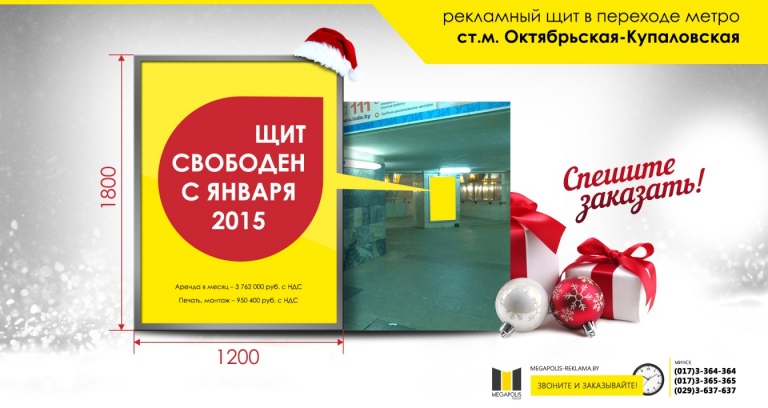 рекламный щит в переходе метро
ст.м. Октябрьская-Купаловская
ЩИТ
СВОБОДЕН
С ЯНВАРЯ
2015
Аренда в месяц – 3 762 000 руб. с НДС
Печать, монтаж – 950 400 руб. с НДС
1800
1200
111
Спешите
заказать!
MEGAPOLIS
MEGAPOLIS-REKLAMA.BY
ЗВОНИТЕ И ЗАКАЗЫВАЙТЕ!
МИНСК
(017)3-364-364
(017)3-365-365
(029)3-637-637